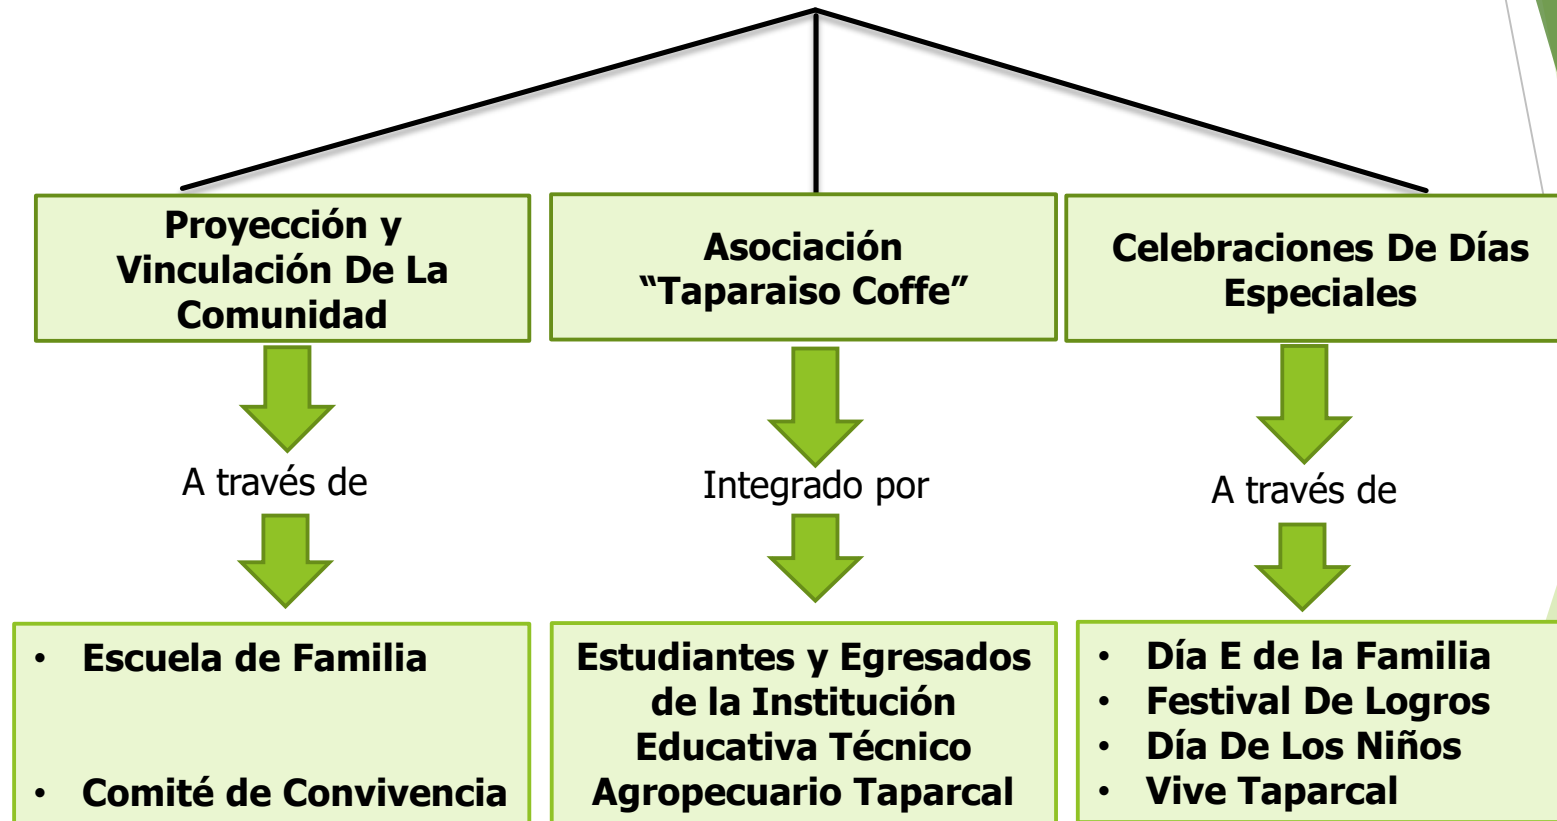 Proyección y
Vinculación De La
Comunidad
Asociación
“Taparaiso Coffe”
Celebraciones De Días
Especiales
A través de
Integrado por
A través de
• Escuela de Familia
• Comité de Convivencia
Estudiantes y Egresados
de la Institución
Educativa Técnico
Agropecuario Taparcal
• Día E de la Familia
• Festival De Logros
• Día De Los Niños
• Vive Taparcal